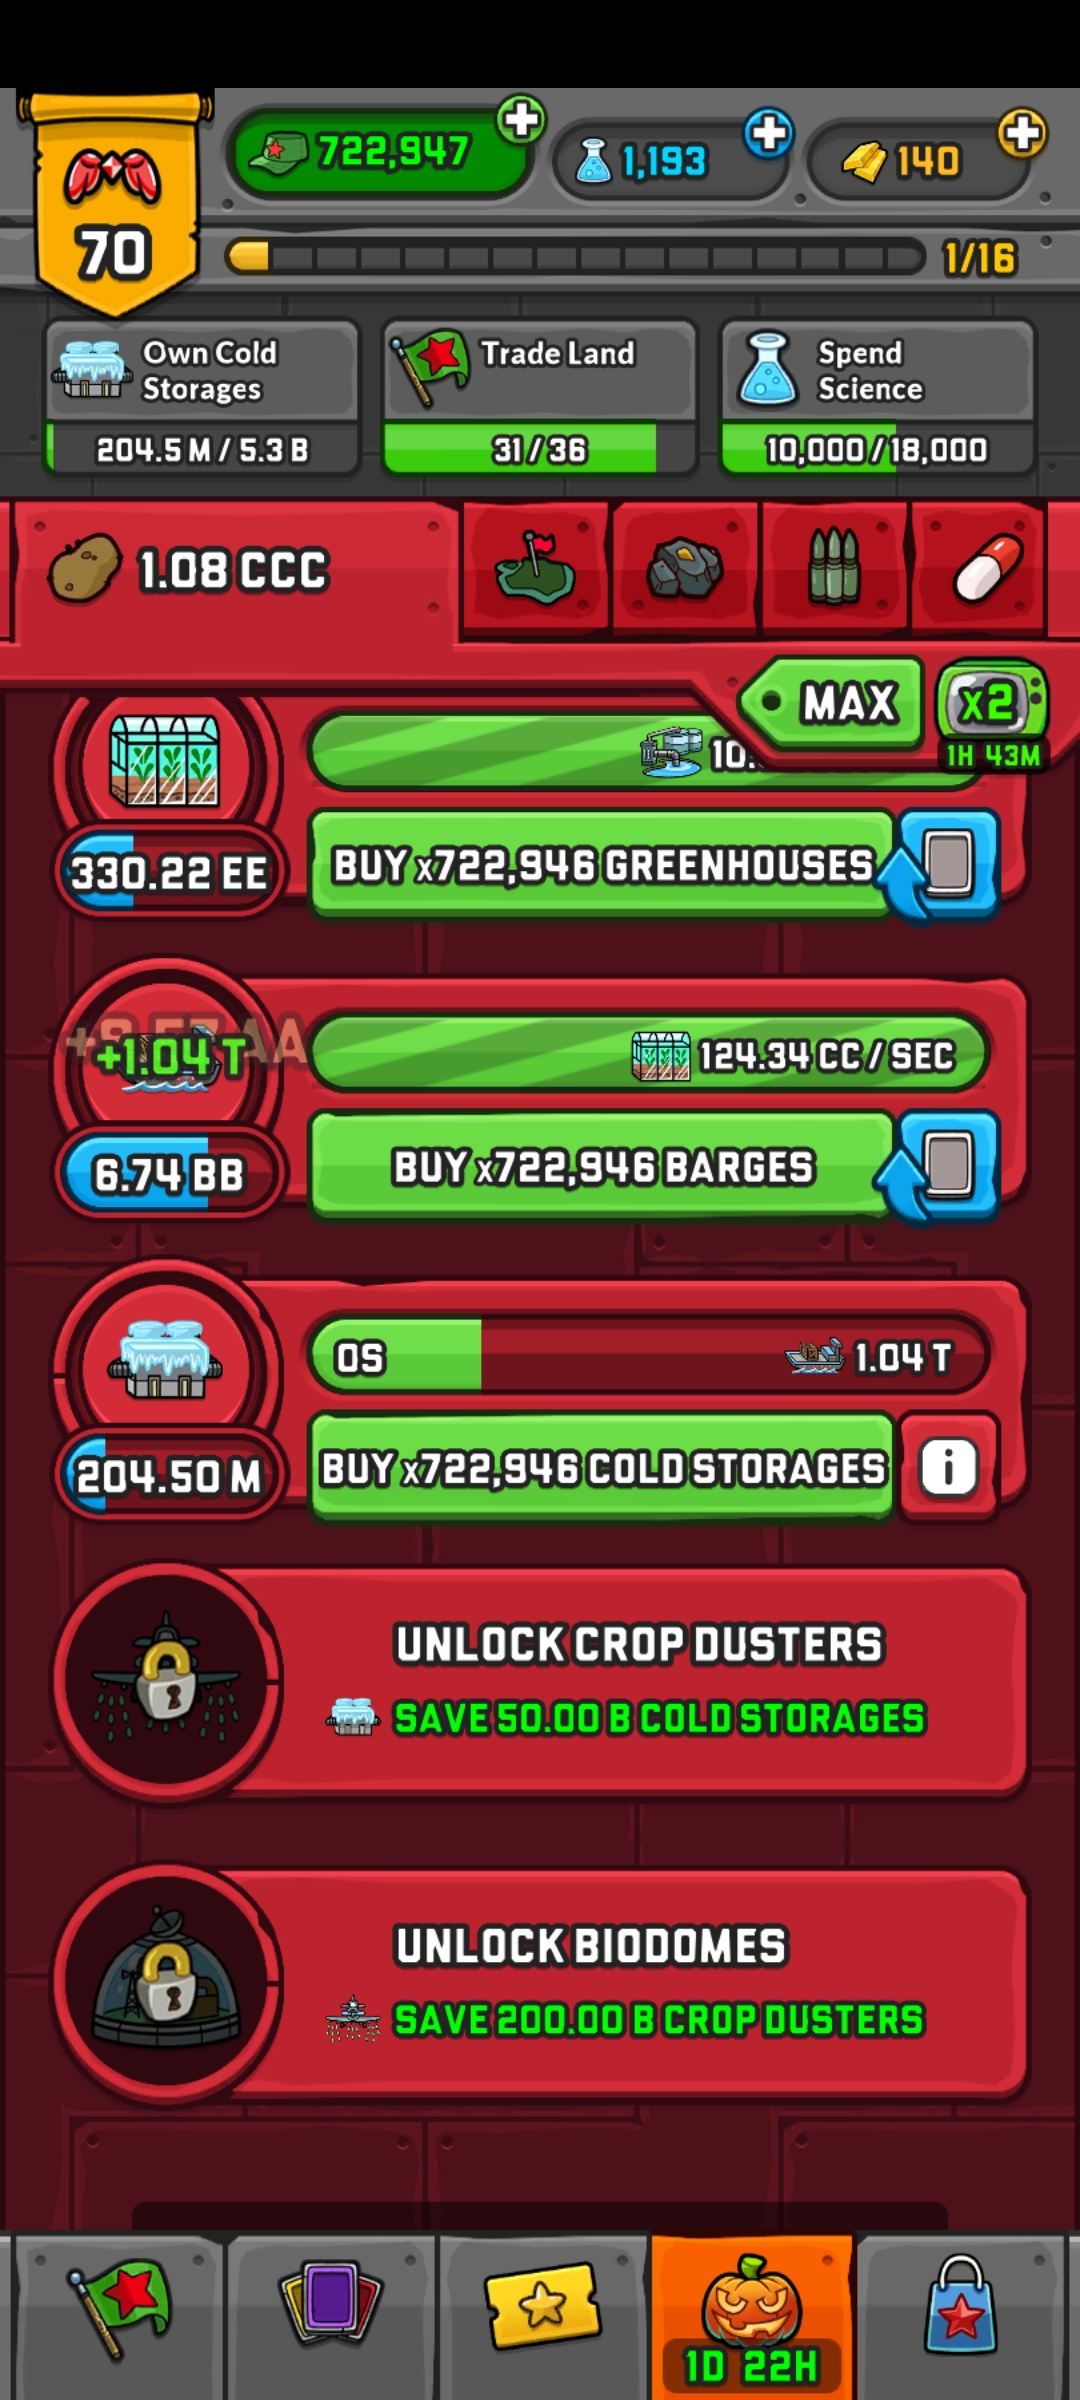 722,947
1,193
140
70
1/16
Own Cold
Storages
204.5 M / 5.3 B
Trade Land
31/36
Spend
Science
10,000/18,000
1.08 CCC
MAX
x2
1H 43M
10.
330.22 EE
BUY x722,946 GREENHOUSES
+1.04 T
124.34 CC / SEC
6.74 BB
BUY x722,946 BARGES
0S
1.04 T
204.50 M
BUY x722,946 COLD STORAGES
i
UNLOCK CROP DUSTERS
SAVE 50.00 B COLD STORAGES
UNLOCK BIODOMES
SAVE 200.00 B CROP DUSTERS
1D 22H